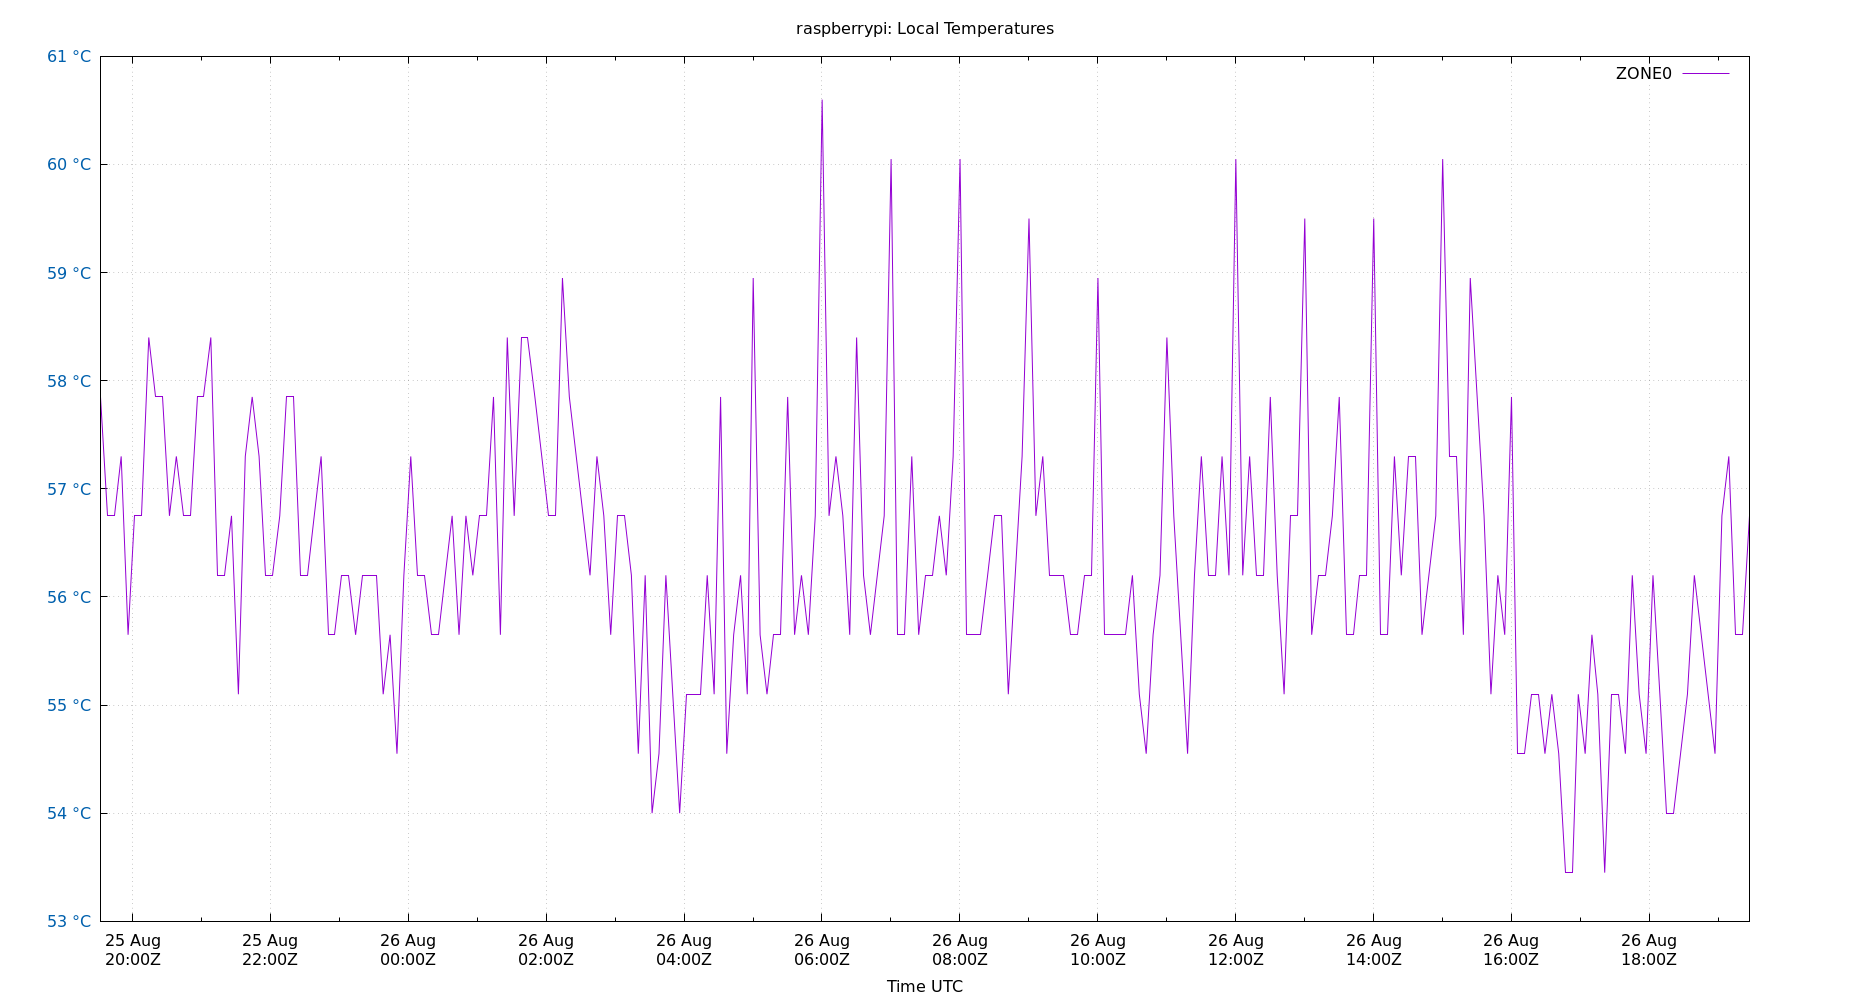 raspberrypi: Local Temperatures
61 °C
ZONE0
60 °C
59 °C
58 °C
57 °C
56 °C
55 °C
54 °C
53 °C
25 Aug 25 Aug 26 Aug 26 Aug 26 Aug 26 Aug 26 Aug 26 Aug 26 Aug 26 Aug 26 Aug 26 Aug
20:00Z 22:00Z 00:00Z 02:00Z 04:00Z 06:00Z 08:00Z 10:00Z 12:00Z 14:00Z 16:00Z 18:00Z
Time UTC